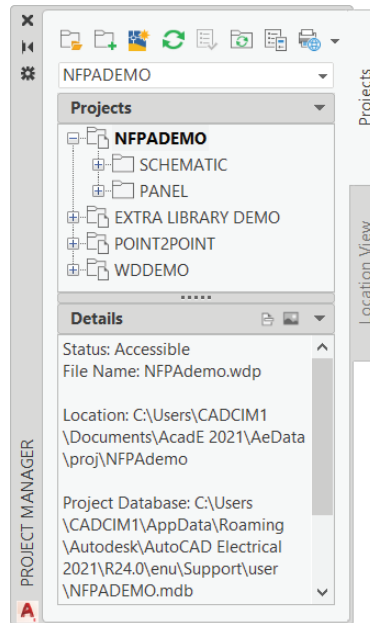 NFPADEMO
Projects
NFPADEMO
SCHEMATIC
PANEL
EXTRA LIBRARY DEMO
POINT2POINT
WDDEMO
Details
Status: Accessible
File Name: NFPAdemo.wdp
Location: C:\Users\CADCIM1
\Documents\AcadE 2021\AeData
\proj\NFPAdemo
Project Database: C:\Users
\CADCIM1\AppData\Roaming
\Autodesk\AutoCAD Electrical
2021\R24.0\enu\Support\user
\NFPADEMO.mdb
PROJECT MANAGER
A
Projects
Location View